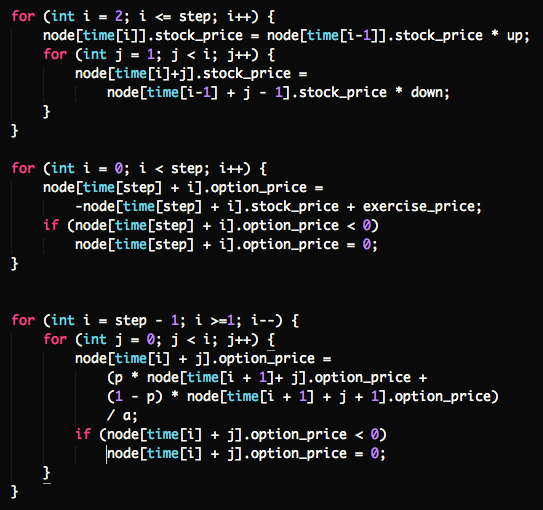 for (int i = 2; i <= step; i++) {
    node[time[i]].stock_price = node[time[i-1]].stock_price * up;
    for (int j = 1; j < i; j++) {
        node[time[i]+j].stock_price =
            node[time[i-1] + j - 1].stock_price * down;
    }
}
for (int i = 0; i < step; i++) {
    node[time[step] + i].option_price =
        -node[time[step] + i].stock_price + exercise_price;
    if (node[time[step] + i].option_price < 0)
        node[time[step] + i].option_price = 0;
}
for (int i = step - 1; i >=1; i--) {
    for (int j = 0; j < i; j++) {
        node[time[i] + j].option_price =
            (p * node[time[i + 1]+ j].option_price +
            (1 - p) * node[time[i + 1] + j + 1].option_price)
            / a;
        if (node[time[i] + j].option_price < 0)
            node[time[i] + j].option_price = 0;
    }
}